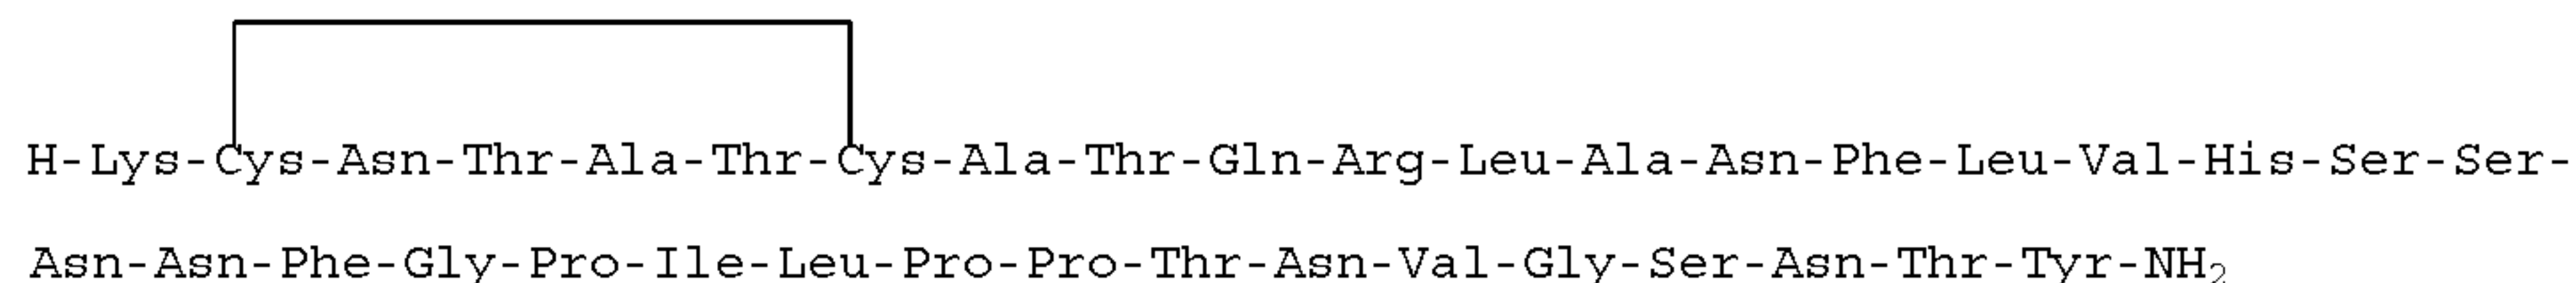 H-Lys-Cys-Asn-Thr-Ala-Thr-Cys-Ala-Thr-Gln-Arg-Leu-Ala-Asn-Phe-Leu-Val-His-Ser-Ser-
Asn-Asn-Phe-Gly-Pro-Ile-Leu-Pro-Pro-Thr-Asn-Val-Gly-Ser-Asn-Thr-Tyr-NH₂